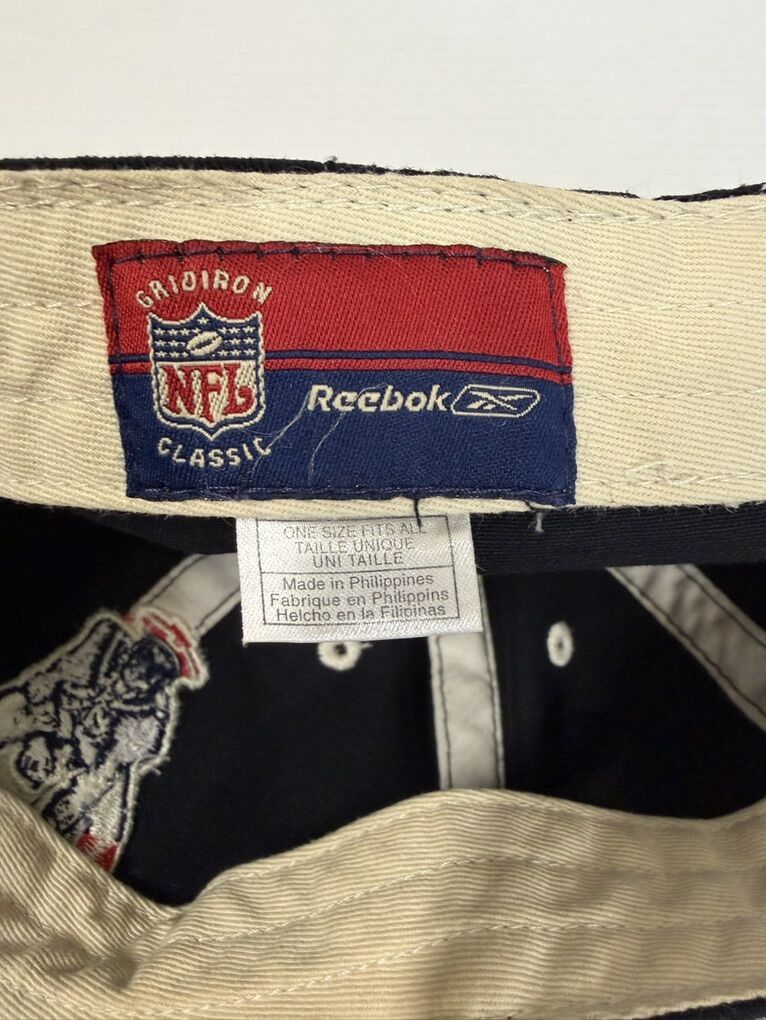 GRIDIRON
NFL
CLASSIC
Reebok
ONE SIZE FITS ALL
TAILLE UNIQUE
UNI TAILLE
Made in Philippines
Fabrique en Philippins
Helcho en la Filipinas